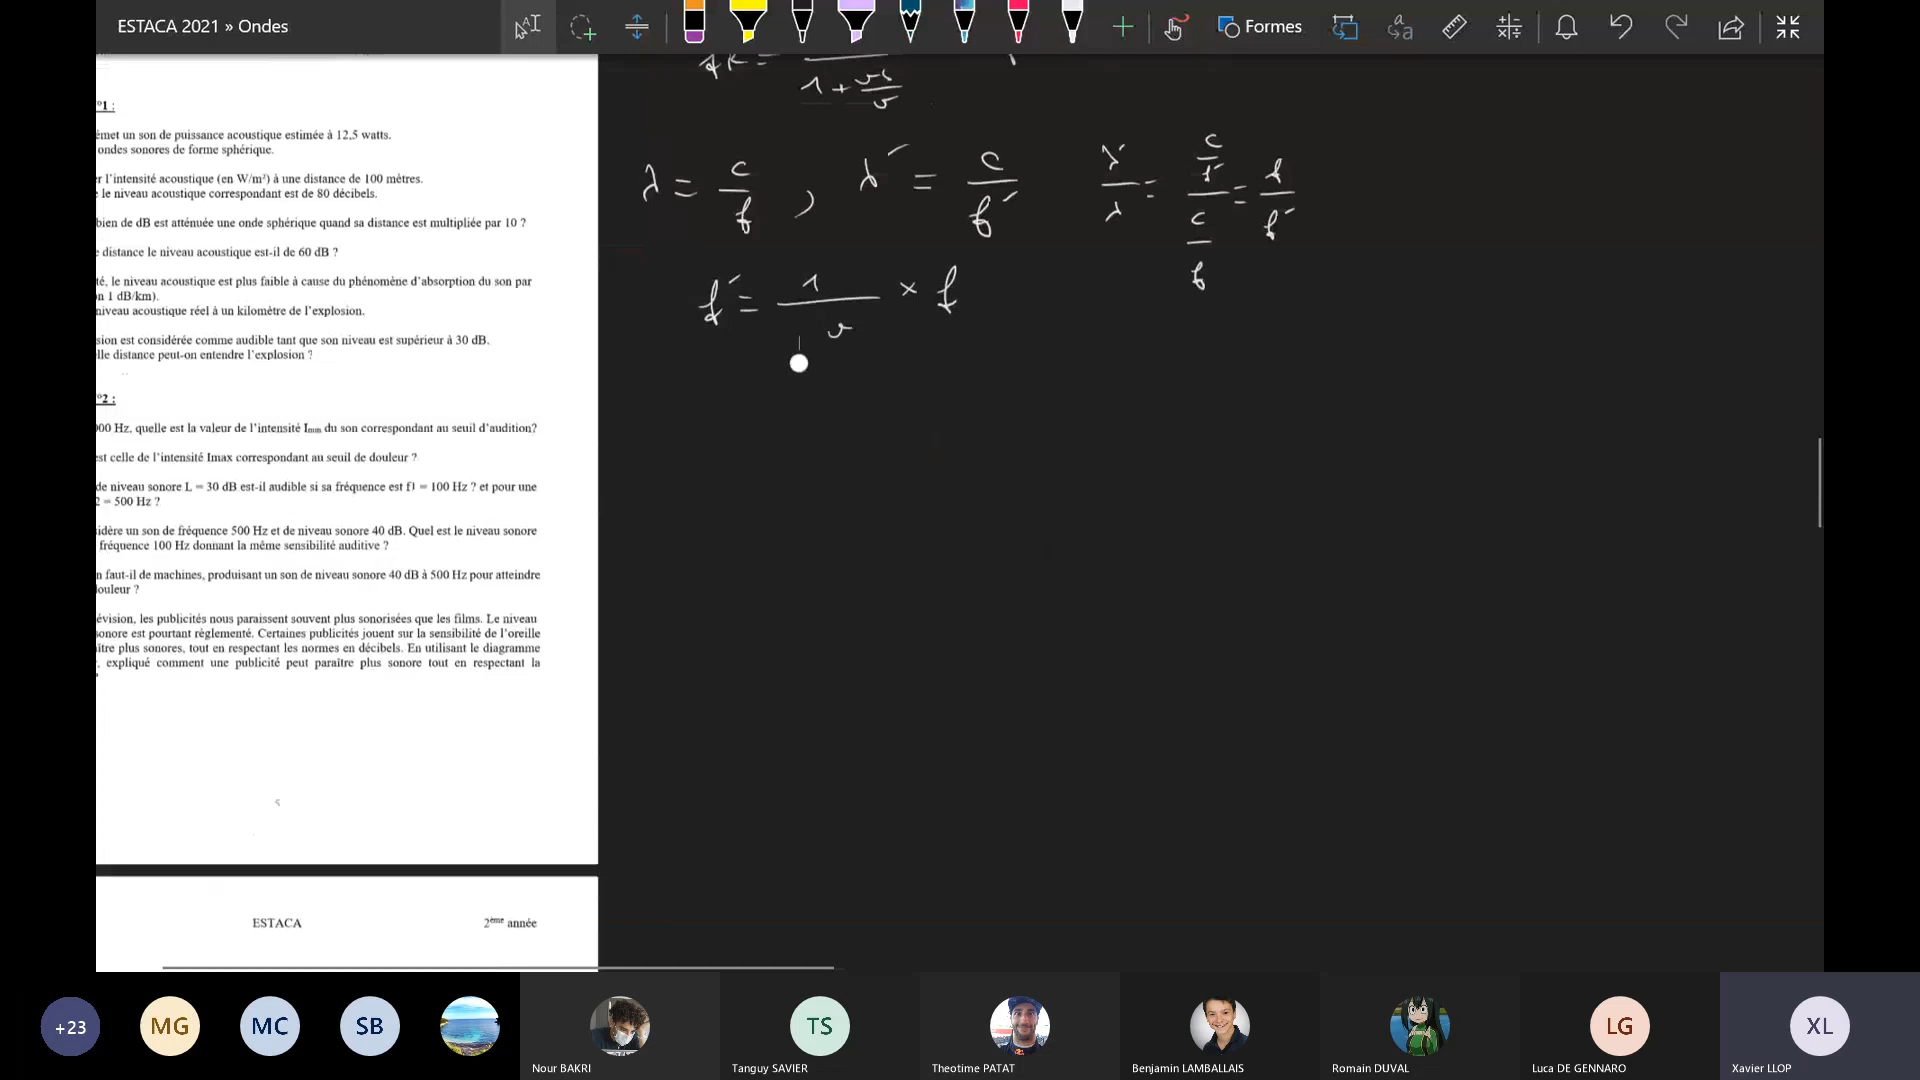 ESTACA 2021 » Ondes
Formes
°1 :
émet un son de puissance acoustique estimée à 12,5 watts.
ondes sonores de forme sphérique.
r l'intensité acoustique (en W/m²) à une distance de 100 mètres.
le niveau acoustique correspondant est de 80 décibels.
bien de dB est atténuée une onde sphérique quand sa distance est multipliée par 10 ?
distance le niveau acoustique est-il de 60 dB ?
té, le niveau acoustique est plus faible à cause du phénomène d'absorption du son par
n 1 dB/km).
niveau acoustique réel à un kilomètre de l'explosion.
sion est considérée comme audible tant que son niveau est supérieur à 30 dB.
lle distance peut-on entendre l'explosion ?
°2 :
000 Hz, quelle est la valeur de l'intensité Imin du son correspondant au seuil d'audition?
est celle de l'intensité Imax correspondant au seuil de douleur ?
de niveau sonore L = 30 dB est-il audible si sa fréquence est f1 = 100 Hz ? et pour une
2 = 500 Hz ?
idère un son de fréquence 500 Hz et de niveau sonore 40 dB. Quel est le niveau sonore
fréquence 100 Hz donnant la même sensibilité auditive ?
n faut-il de machines, produisant un son de niveau sonore 40 dB à 500 Hz pour atteindre
douleur ?
évision, les publicités nous paraissent souvent plus sonorisées que les films. Le niveau
sonore est pourtant règlementé. Certaines publicités jouent sur la sensibilité de l'oreille
ître plus sonores, tout en respectant les normes en décibels. En utilisant le diagramme
, expliqué comment une publicité peut paraître plus sonore tout en respectant la
5
ESTACA 2ème année
λ = c/f , λ' = c/f' λ'/λ = (c/f')/(c/f) = f/f'
f' = 1/v × f
+23
MG
MC
SB
TS
LG
XL
Nour BAKRI
Tanguy SAVIER
Theotime PATAT
Benjamin LAMBALLAIS
Romain DUVAL
Luca DE GENNARO
Xavier LLOP